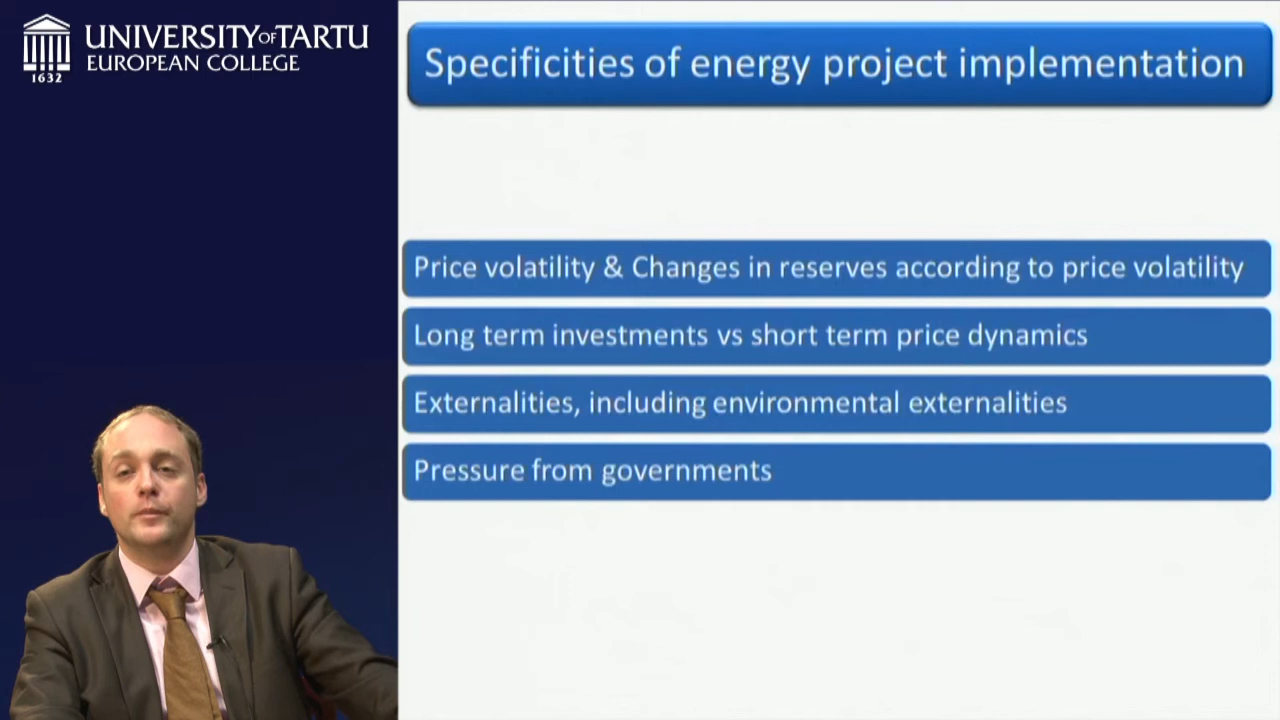 UNIVERSITY OF TARTU
EUROPEAN COLLEGE
1632
Specificities of energy project implementation
Price volatility & Changes in reserves according to price volatility
Long term investments vs short term price dynamics
Externalities, including environmental externalities
Pressure from governments